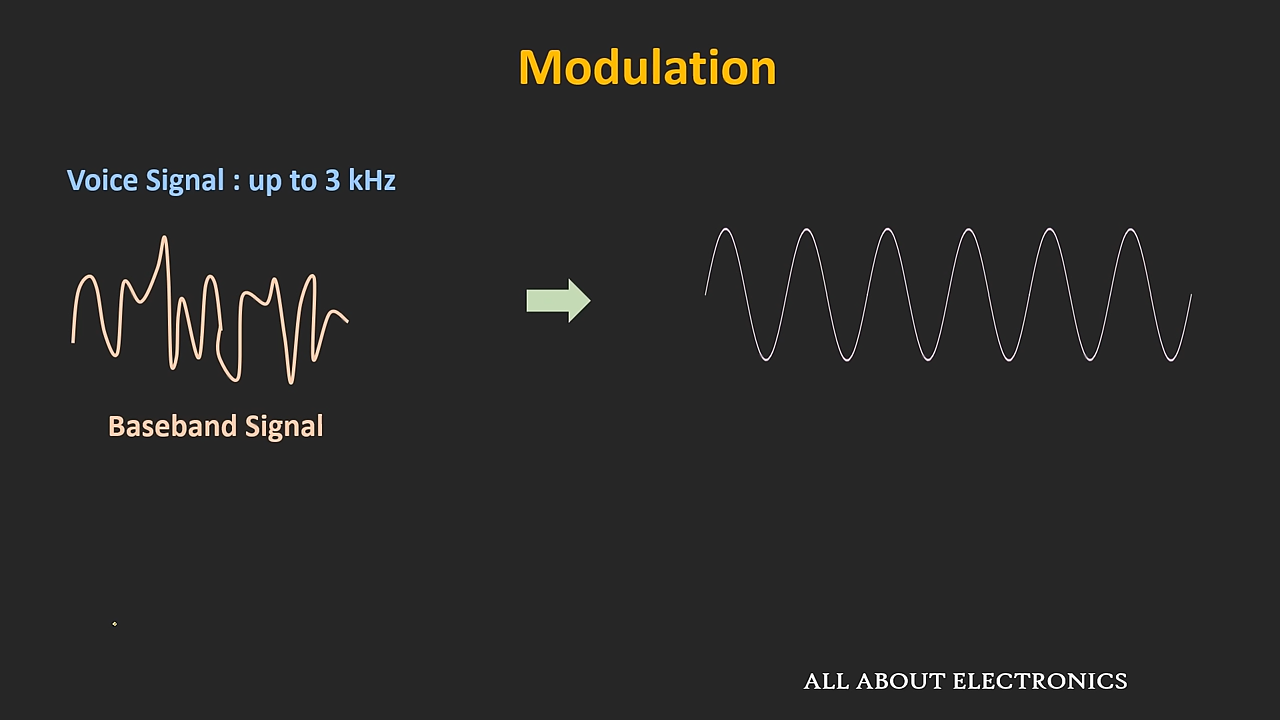 Modulation
Voice Signal : up to 3 kHz
Baseband Signal
ALL ABOUT ELECTRONICS